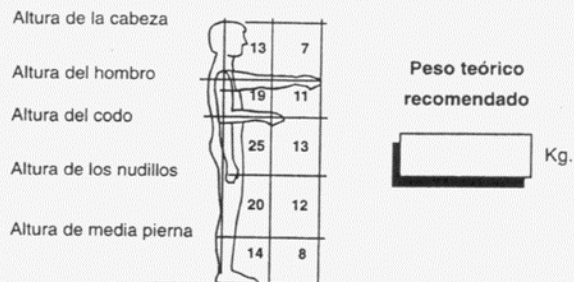 Altura de la cabeza
13 7
Altura del hombro
19 11
Altura del codo
25 13
Altura de los nudillos
20 12
Altura de media pierna
14 8
Peso teórico
recomendado
Kg.